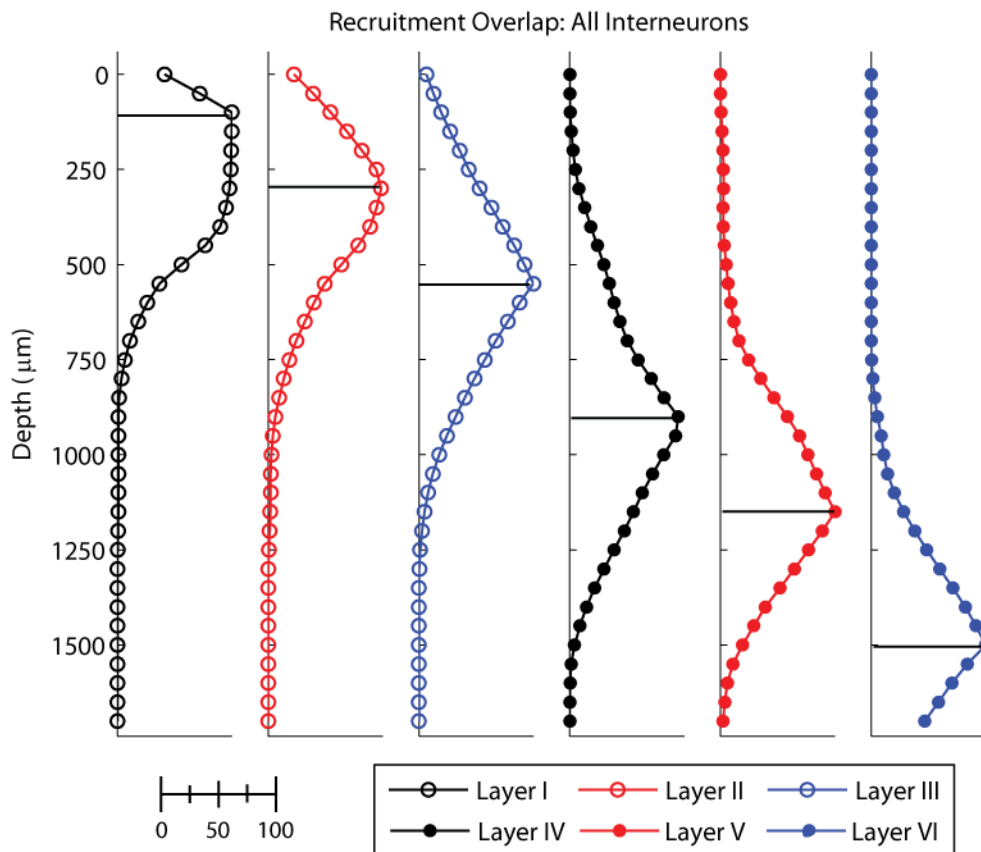 Recruitment Overlap: All Interneurons
0
250
500
750
1000
1250
1500
Depth (μm)
0 50 100
Layer I Layer II Layer III
Layer IV Layer V Layer VI